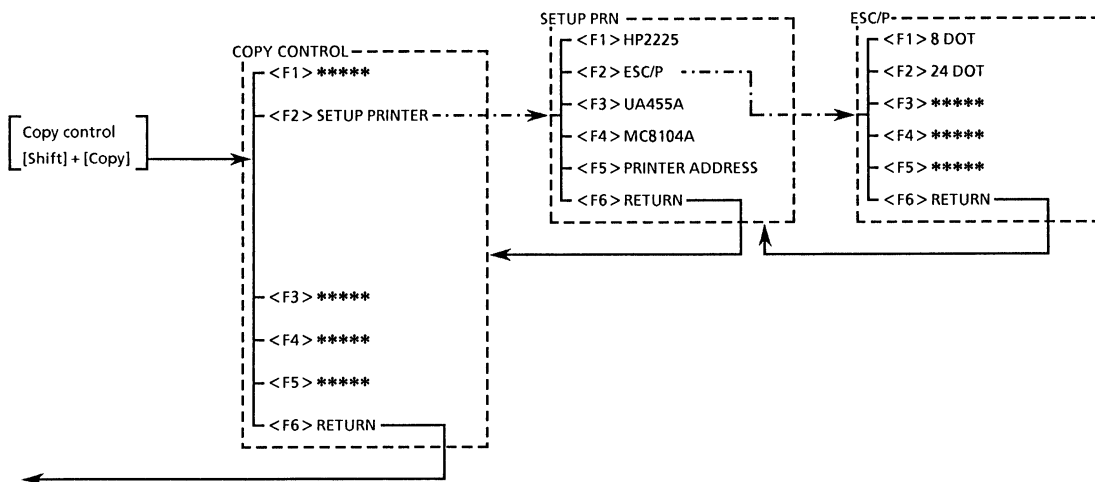 Copy control
[Shift] + [Copy]
COPY CONTROL
<F1> *****
<F2> SETUP PRINTER
<F3> *****
<F4> *****
<F5> *****
<F6> RETURN
SETUP PRN
<F1> HP2225
<F2> ESC/P
<F3> UA455A
<F4> MC8104A
<F5> PRINTER ADDRESS
<F6> RETURN
ESC/P
<F1> 8 DOT
<F2> 24 DOT
<F3> *****
<F4> *****
<F5> *****
<F6> RETURN